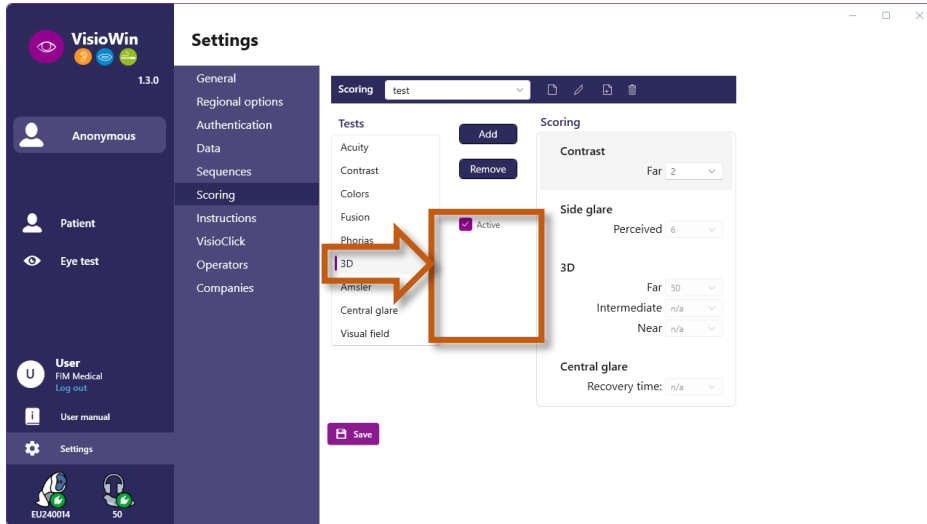 VisioWin
1.3.0
Anonymous
Patient
Eye test
U
User
FIM Medical
Log out
User manual
Settings
EU240014
50
Settings
General
Regional options
Authentication
Data
Sequences
Scoring
Instructions
VisioClick
Operators
Companies
Scoring test
Tests
Acuity
Contrast
Colors
Fusion
Phorias
3D
Amsler
Central glare
Visual field
Add
Remove
Active
Scoring
Contrast
Far 2
Side glare
Perceived 6
3D
Far 50
Intermediate n/a
Near n/a
Central glare
Recovery time: n/a
Save